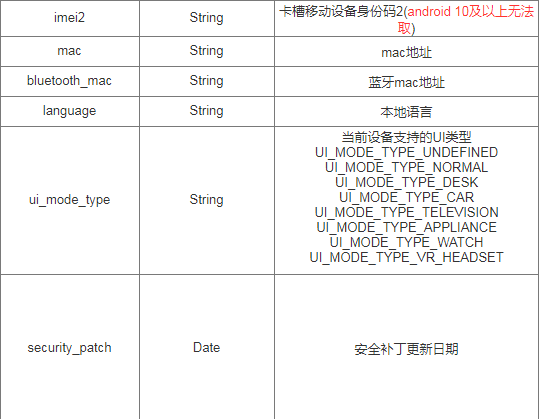 imei2 String 卡槽移动设备身份码2(android 10及以上无法
取)
mac String mac地址
bluetooth_mac String 蓝牙mac地址
language String 本地语言
当前设备支持的UI类型
UI_MODE_TYPE_UNDEFINED
UI_MODE_TYPE_NORMAL
UI_MODE_TYPE_DESK
ui_mode_type String UI_MODE_TYPE_CAR
UI_MODE_TYPE_TELEVISION
UI_MODE_TYPE_APPLIANCE
UI_MODE_TYPE_WATCH
UI_MODE_TYPE_VR_HEADSET
security_patch Date 安全补丁更新日期